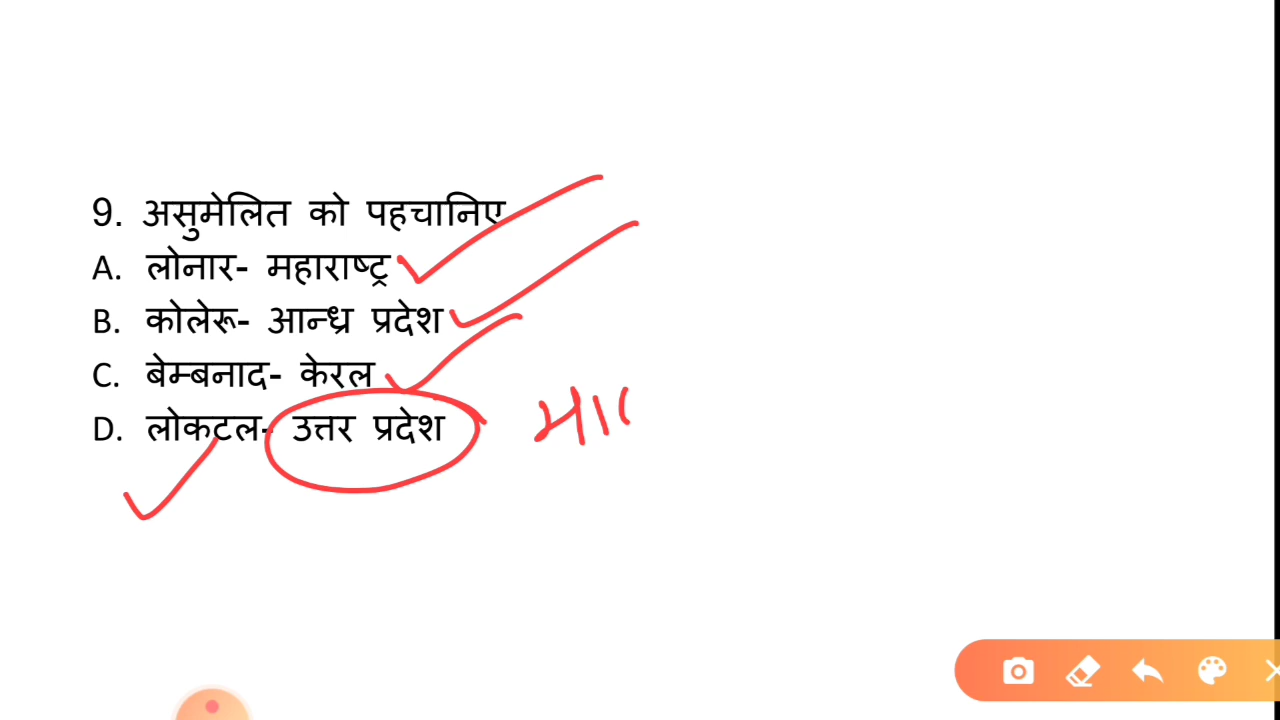 9. असुमेलित को पहचानिए
A. लोनार- महाराष्ट्र
B. कोलेरू- आन्ध्र प्रदेश
C. बेम्बनाद- केरल
D. लोकटल- उत्तर प्रदेश